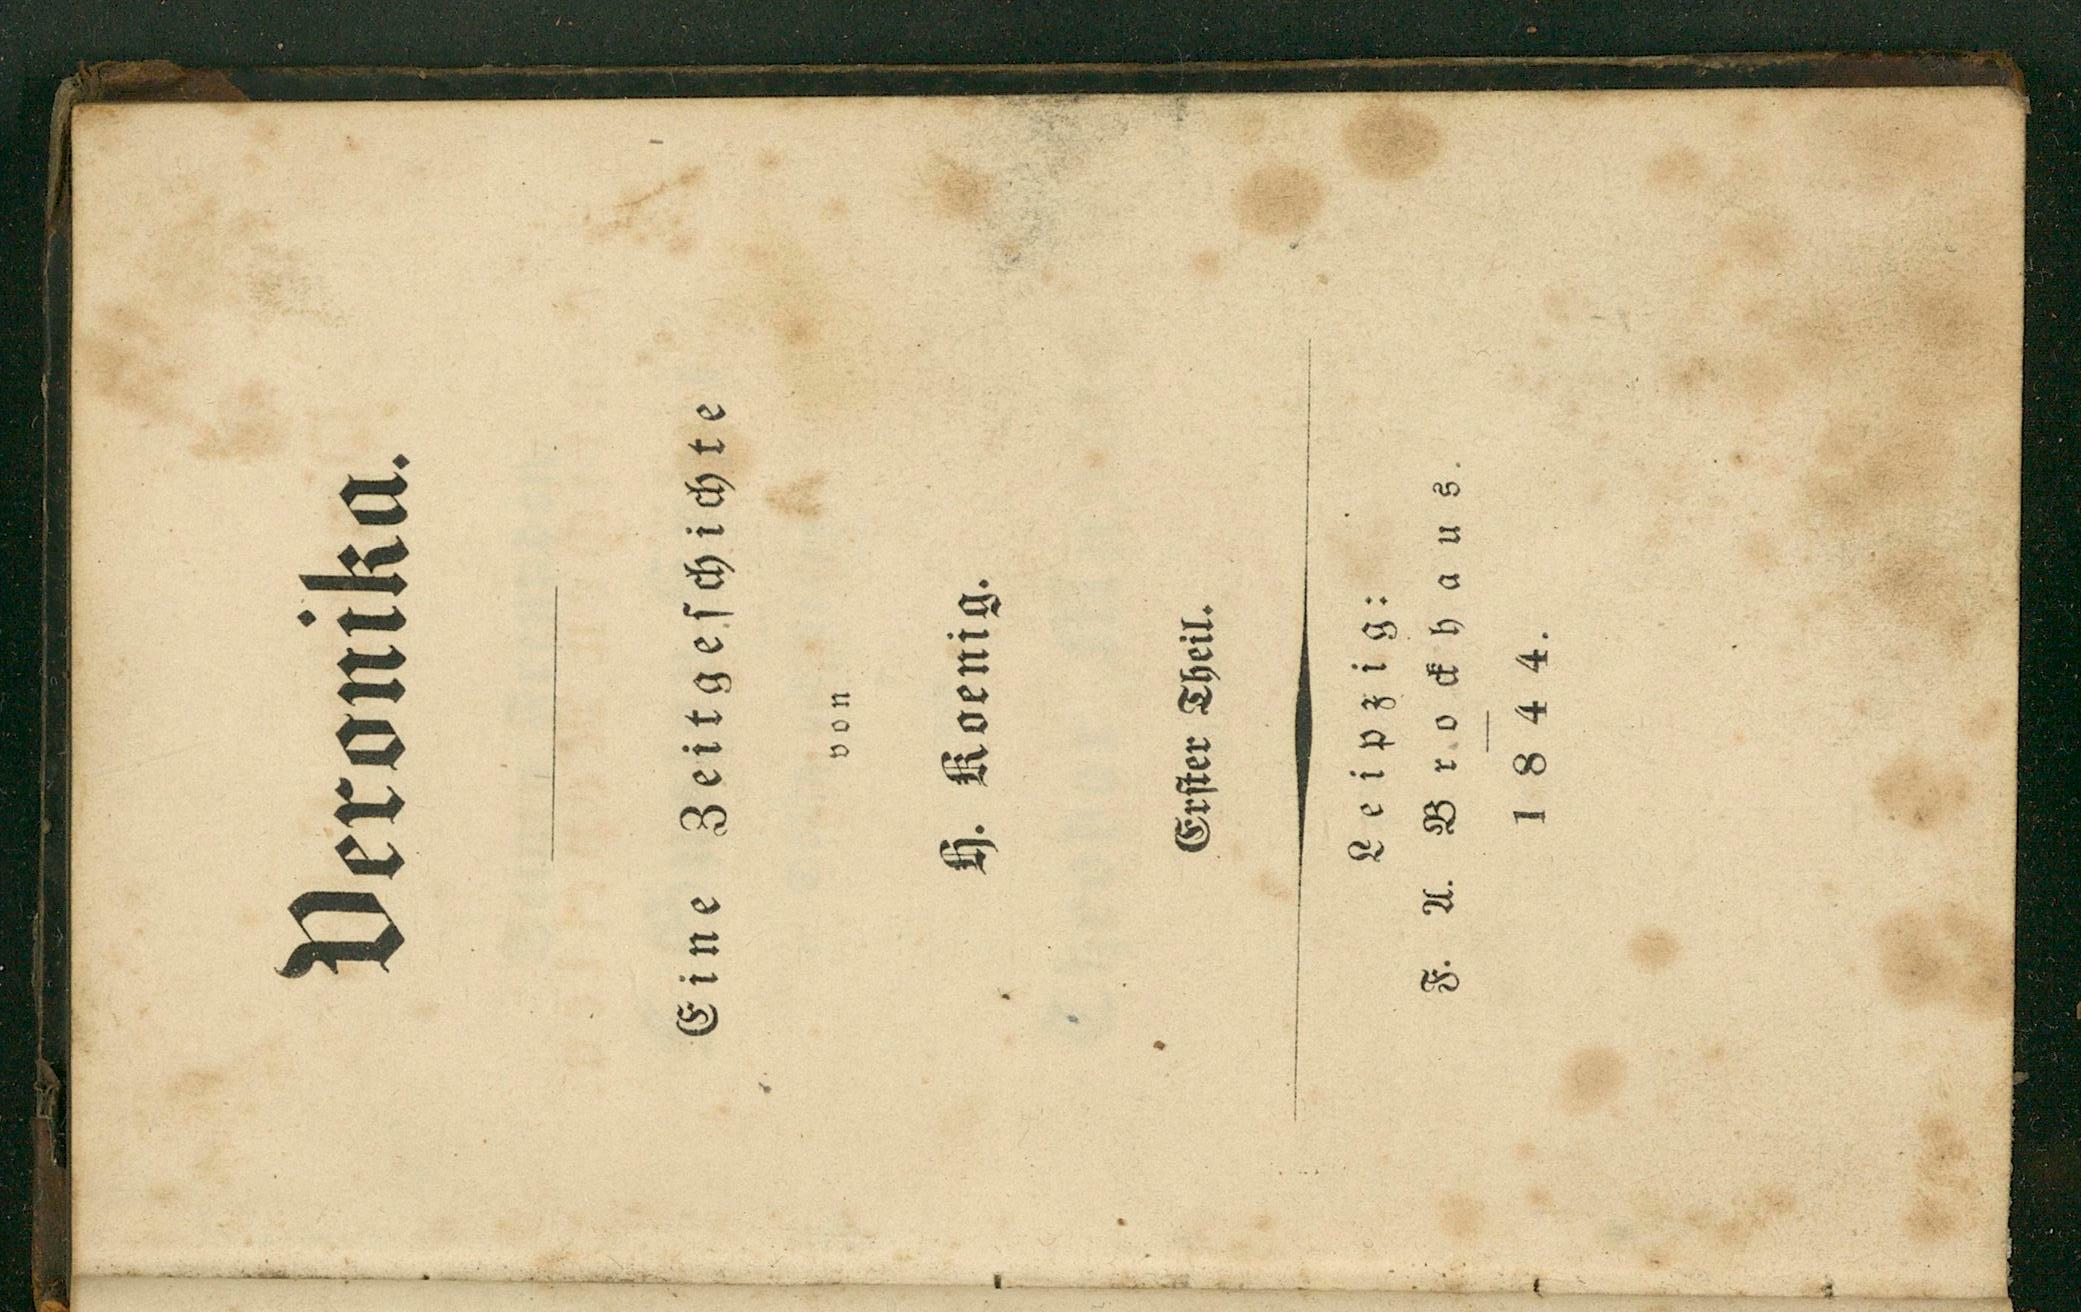 Veronika.
Eine Zeitgeſchichte
von
H. Koenig.
Erſter Theil.
Leipzig:
F. A. Brockhaus.
1844.